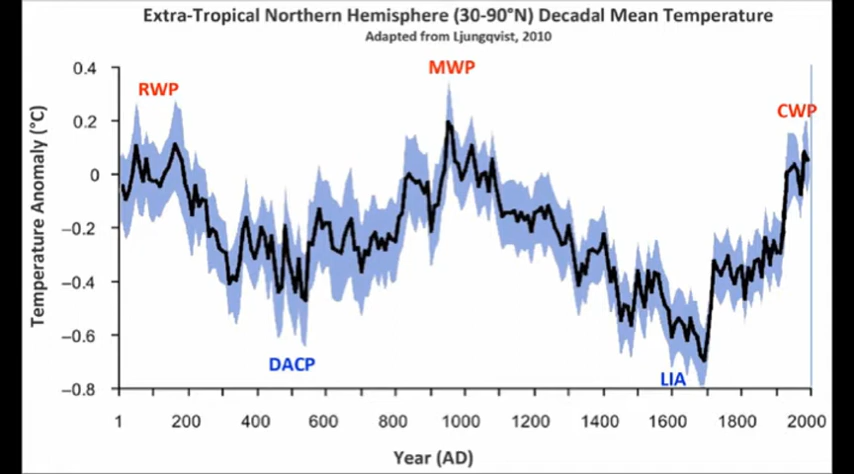 Extra-Tropical Northern Hemisphere (30-90°N) Decadal Mean Temperature
Adapted from Ljungqvist, 2010
Temperature Anomaly (°C)
0.4
0.2
0
−0.2
−0.4
−0.6
−0.8
RWP
MWP
CWP
DACP
LIA
1 200 400 600 800 1000 1200 1400 1600 1800 2000
Year (AD)